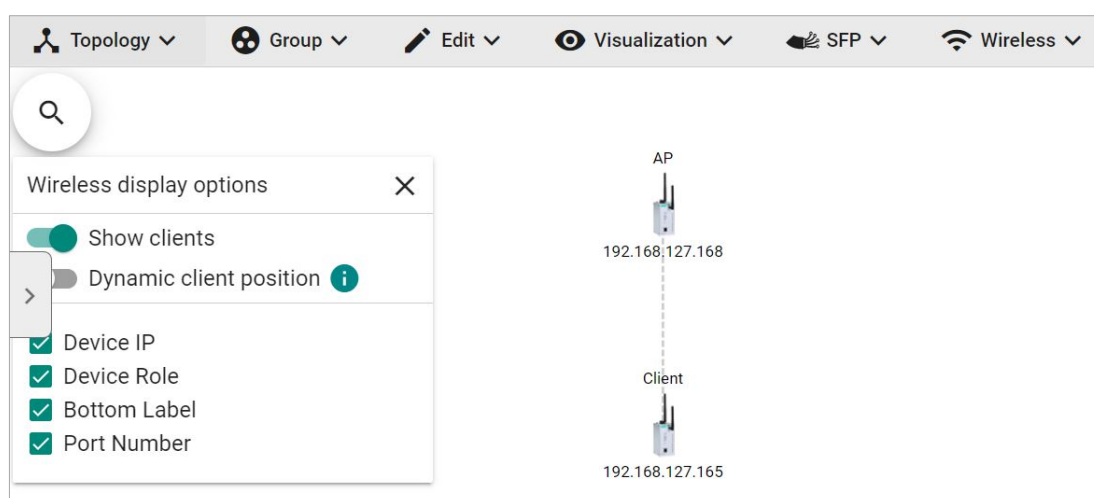 Topology Group Edit Visualization SFP Wireless
Wireless display options
Show clients
Dynamic client position
Device IP
Device Role
Bottom Label
Port Number
AP
192.168.127.168
Client
192.168.127.165